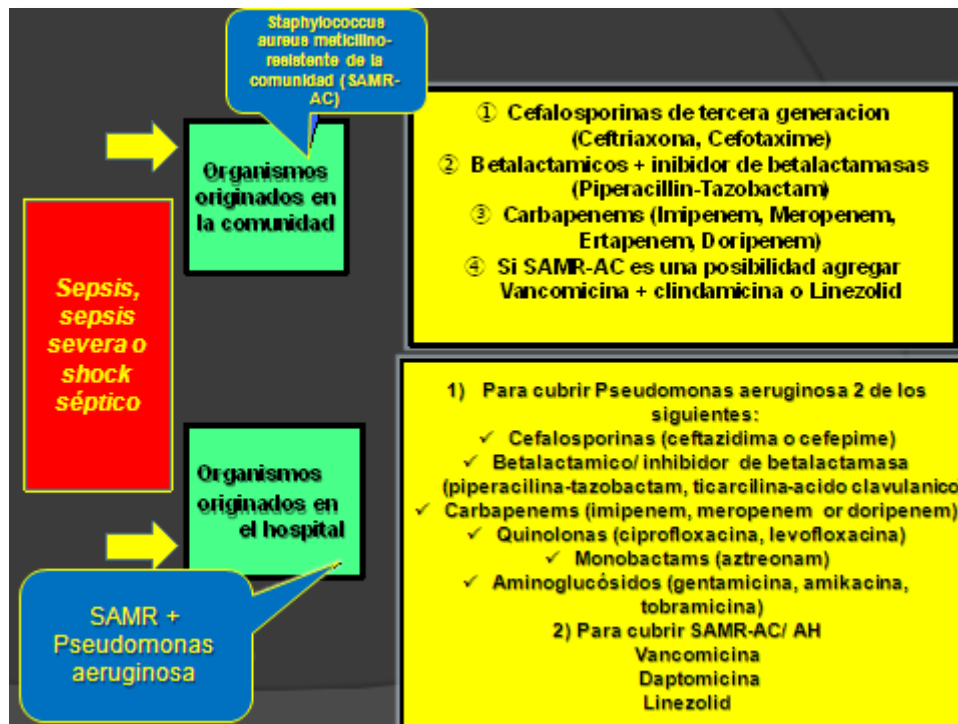 Staphylococcus
aureus meticilino-
resistente de la
comunidad (SAMR-
AC)
Organismos
originados en
la comunidad
① Cefalosporinas de tercera generacion
(Ceftriaxona, Cefotaxime)
② Betalactamicos + inibidor de betalactamasas
(Piperacillin-Tazobactam)
③ Carbapenems (Imipenem, Meropenem,
Ertapenem, Doripenem)
④ Si SAMR-AC es una posibilidad agregar
Vancomicina + clindamicina o Linezolid
Sepsis,
sepsis
severa o
shock
séptico
Organismos
originados en
el hospital
SAMR +
Pseudomonas
aeruginosa
1) Para cubrir Pseudomonas aeruginosa 2 de los
siguientes:
✓ Cefalosporinas (ceftazidima o cefepime)
✓ Betalactamico/ inhibidor de betalactamasa
(piperacilina-tazobactam, ticarcilina-acido clavulanico
✓ Carbapenems (imipenem, meropenem or doripenem)
✓ Quinolonas (ciprofloxacina, levofloxacina)
✓ Monobactams (aztreonam)
✓ Aminoglucósidos (gentamicina, amikacina,
tobramicina)
2) Para cubrir SAMR-AC/ AH
Vancomicina
Daptomicina
Linezolid